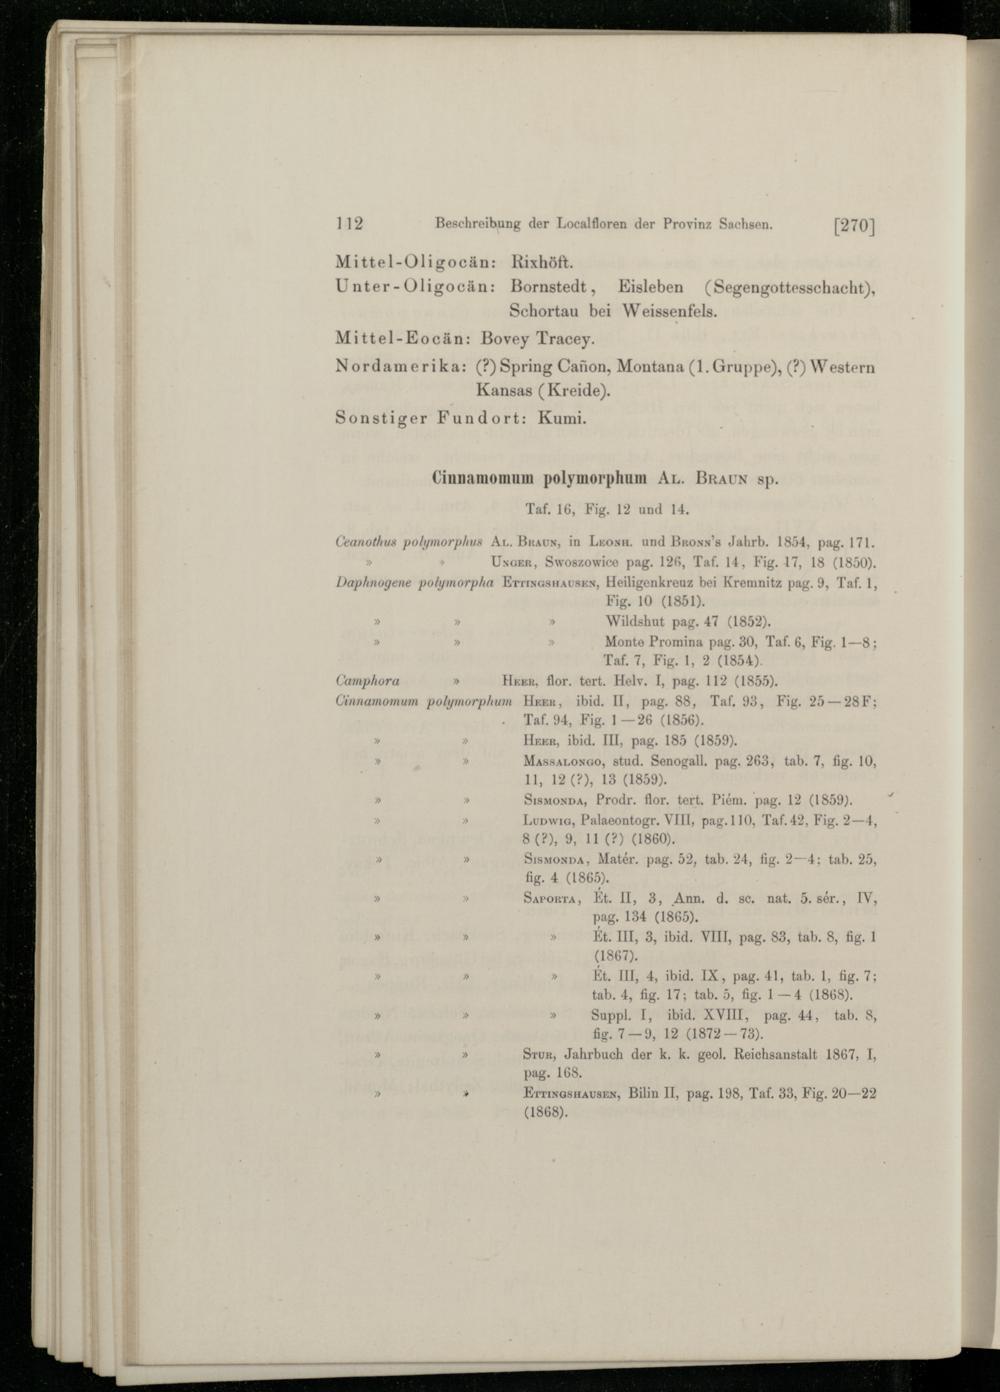 112 Beschreibung der Localfloren der Provinz Sachsen. [270]
Mittel-Oligocän: Rixhöft.
Unter-Oligocän: Bornstedt, Eisleben (Segengottesschacht),
Schortau bei Weissenfels.
Mittel-Eocän: Bovey Tracey.
Nordamerika: (?) Spring Cañon, Montana (1. Gruppe), (?) Western
Kansas (Kreide).
Sonstiger Fundort: Kumi.
Cinnamomum polymorphum AL. BRAUN sp.
Taf. 16, Fig. 12 und 14.
Ceanothus polymorphus AL. BRAUN, in LEONH. und BRONN's Jahrb. 1854, pag. 171.
» » UNGER, Swoszowice pag. 126, Taf. 14, Fig. 17, 18 (1850).
Daphnogene polymorpha ETTINGSHAUSEN, Heiligenkreuz bei Kremnitz pag. 9, Taf. 1,
Fig. 10 (1851).
» » » Wildshut pag. 47 (1852).
» » » Monte Promina pag. 30, Taf. 6, Fig. 1—8;
Taf. 7, Fig. 1, 2 (1854).
Camphora » HEER, flor. tert. Helv. I, pag. 112 (1855).
Cinnamomum polymorphum HEER, ibid. II, pag. 88, Taf. 93, Fig. 25—28F;
Taf. 94, Fig. 1—26 (1856).
» » HEER, ibid. III, pag. 185 (1859).
» » MASSALONGO, stud. Senogall. pag. 263, tab. 7, fig. 10,
11, 12 (?), 13 (1859).
» » SISMONDA, Prodr. flor. tert. Piém. pag. 12 (1859).
» » LUDWIG, Palaeontogr. VIII, pag. 110, Taf. 42, Fig. 2—4,
8 (?), 9, 11 (?) (1860).
» » SISMONDA, Matér. pag. 52, tab. 24, fig. 2—4; tab. 25,
fig. 4 (1865).
» » SAPORTA, Ét. II, 3, Ann. d. sc. nat. 5. sér., IV,
pag. 134 (1865).
» » » Ét. III, 3, ibid. VIII, pag. 83, tab. 8, fig. 1
(1867).
» » » Ét. III, 4, ibid. IX, pag. 41, tab. 1, fig. 7;
tab. 4, fig. 17; tab. 5, fig. 1—4 (1868).
» » » Suppl. I, ibid. XVIII, pag. 44, tab. 8,
fig. 7—9, 12 (1872—73).
» » STUR, Jahrbuch der k. k. geol. Reichsanstalt 1867, I,
pag. 168.
» » ETTINGSHAUSEN, Bilin II, pag. 198, Taf. 33, Fig. 20—22
(1868).